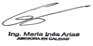 Ing. María Inés Arias
ASESORA EN CALIDAD